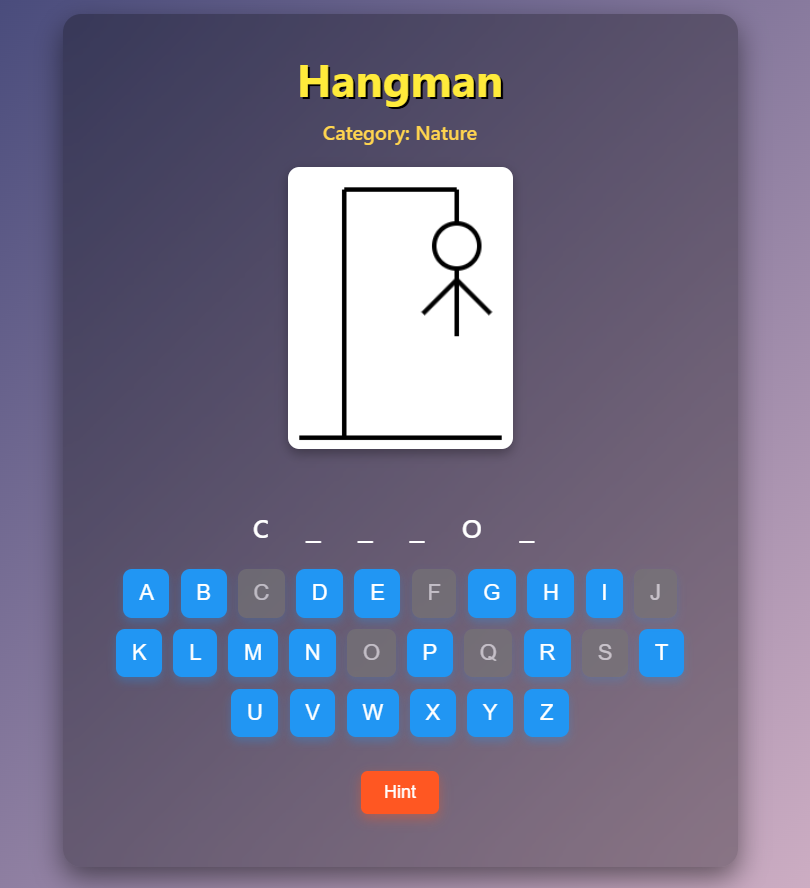 Hangman
Category: Nature
C _ _ _ O _
A B C D E F G H I J
K L M N O P Q R S T
U V W X Y Z
Hint